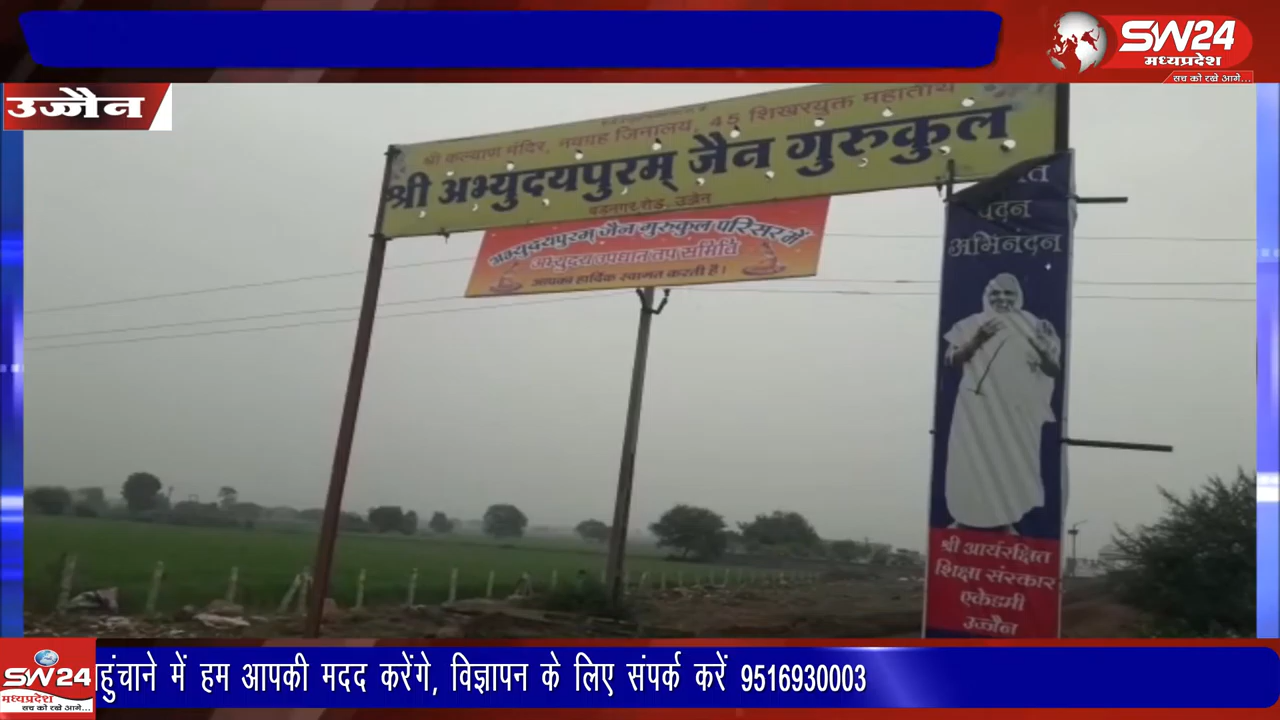 SW24
मध्यप्रदेश
सच को रखे आगे...
उज्जैन
श्री कल्याण मंदिर, नवग्रह जिनालय, 45 शिखरयुक्त महातीर्थ
श्री अभ्युदयपुरम् जैन गुरुकुल
बड़नगर रोड़, उज्जैन
अभ्युदयपुरम् जैन गुरुकुल परिसर में
अभ्युदय उपधान तप समिति
आपका हार्दिक स्वागत करती है।
वंदन
अभिनंदन
श्री आर्यरक्षित
शिक्षा संस्कार
एकेडमी
उज्जैन
SW24
मध्यप्रदेश
सच को रखे आगे...
हुंचाने में हम आपकी मदद करेंगे, विज्ञापन के लिए संपर्क करें 9516930003